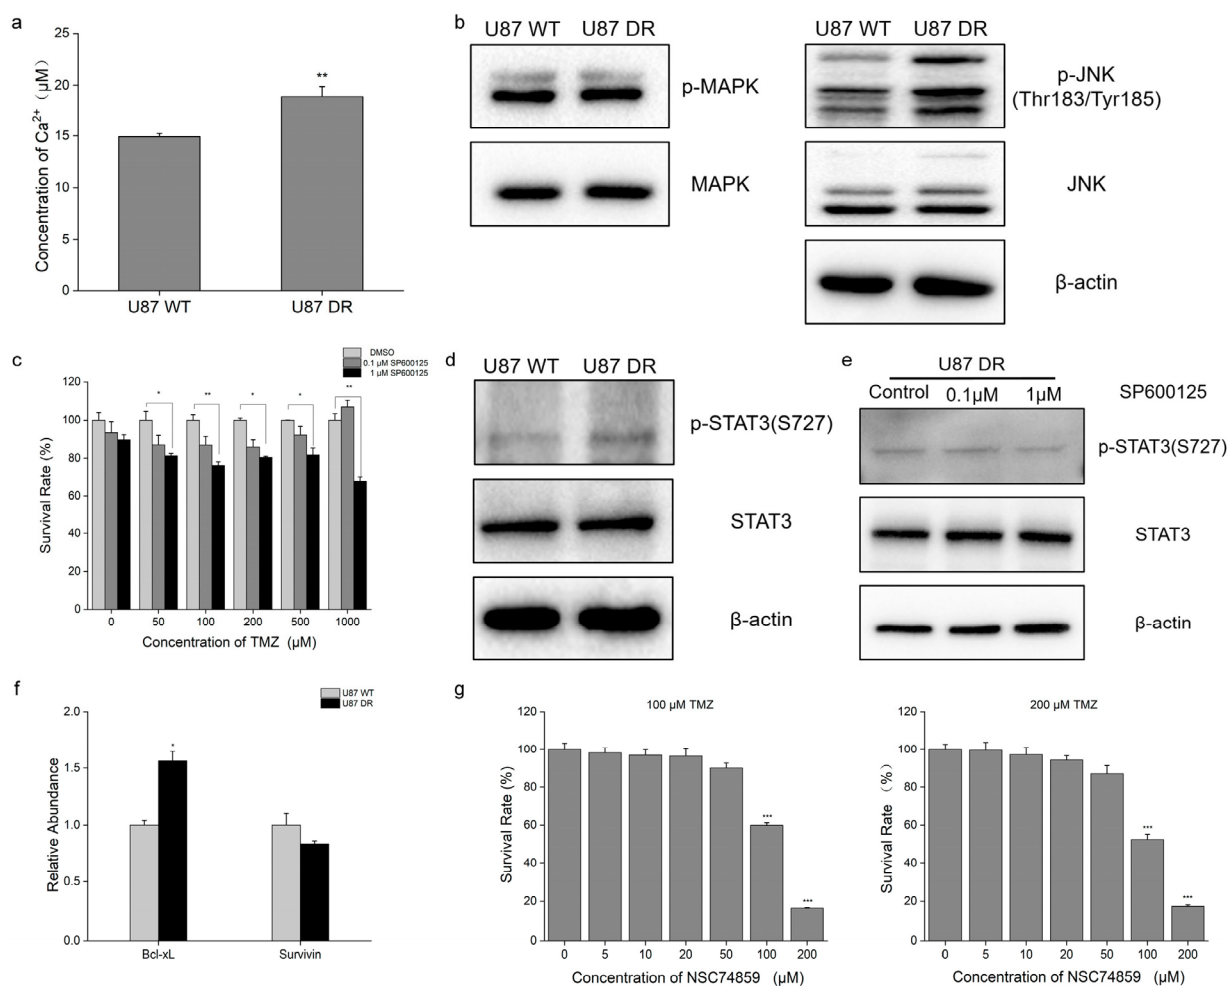 a
Concentration of Ca2+ (μM)
25
20
15
10
5
0
**
U87 WT
U87 DR
b
U87 WT U87 DR
p-MAPK
MAPK
U87 WT U87 DR
p-JNK
(Thr183/Tyr185)
JNK
β-actin
c
DMSO
0.1 μM SP600125
1 μM SP600125
Survival Rate (%)
120
100
80
60
40
20
0
* ** * * **
0 50 100 200 500 1000
Concentration of TMZ (μM)
d
U87 WT U87 DR
p-STAT3(S727)
STAT3
β-actin
e
U87 DR
Control 0.1μM 1μM SP600125
p-STAT3(S727)
STAT3
β-actin
f
U87 WT
U87 DR
Relative Abundance
2.0
1.5
1.0
0.5
0.0
*
Bcl-xL Survivin
g
100 μM TMZ
Survival Rate (%)
120
100
80
60
40
20
0
***
***
0 5 10 20 50 100 200
Concentration of NSC74859 (μM)
200 μM TMZ
Survival Rate (%)
120
100
80
60
40
20
0
***
***
0 5 10 20 50 100 200
Concentration of NSC74859 (μM)